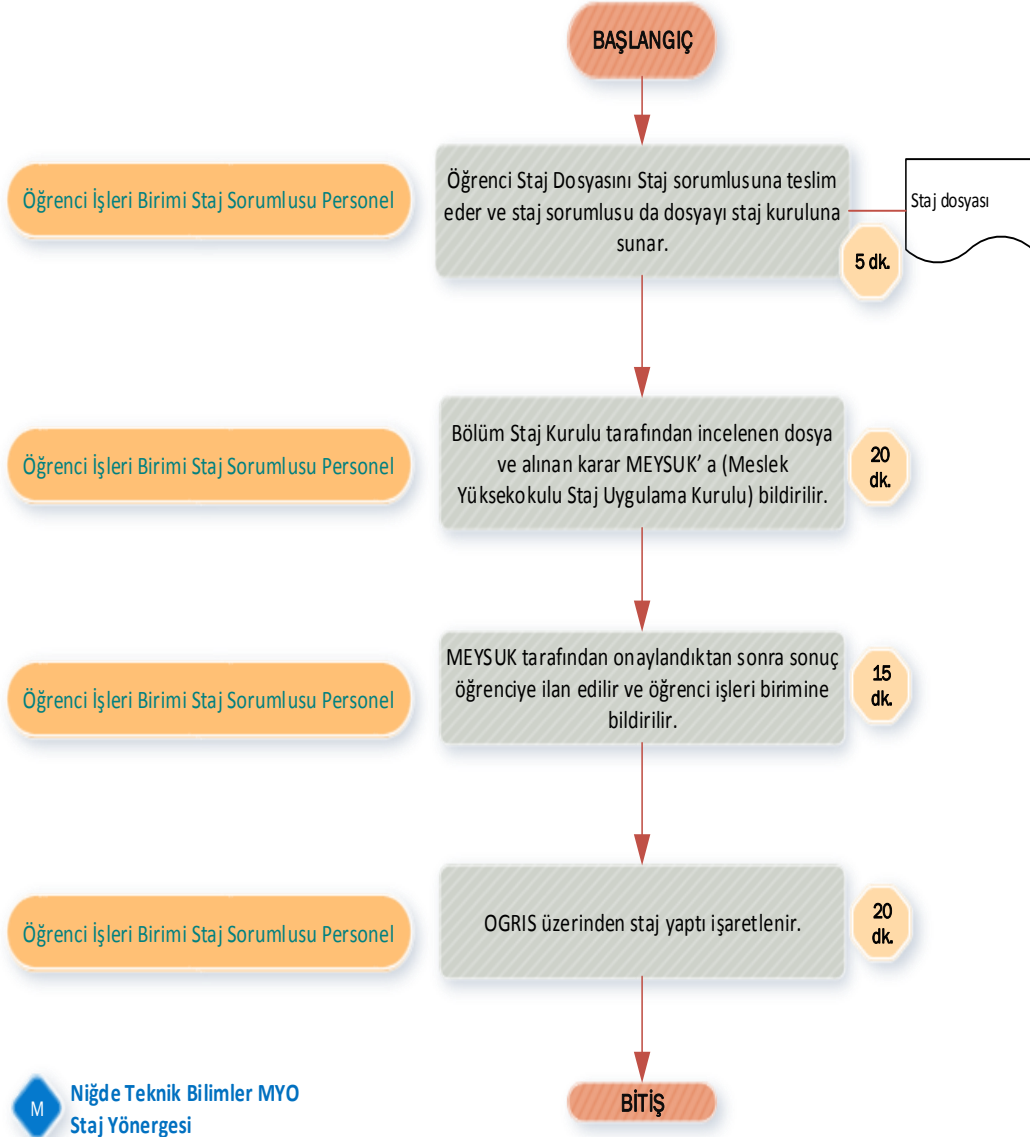 BAŞLANGIÇ
Öğrenci İşleri Birimi Staj Sorumlusu Personel
Öğrenci Staj Dosyasını Staj sorumlusuna teslim
eder ve staj sorumlusu da dosyayı staj kuruluna
sunar.
Staj dosyası
5 dk.
Öğrenci İşleri Birimi Staj Sorumlusu Personel
Bölüm Staj Kurulu tarafından incelenen dosya
ve alınan karar MEYSUK’ a (Meslek
Yüksekokulu Staj Uygulama Kurulu) bildirilir.
20
dk.
Öğrenci İşleri Birimi Staj Sorumlusu Personel
MEYSUK tarafından onaylandıktan sonra sonuç
öğrenciye ilan edilir ve öğrenci işleri birimine
bildirilir.
15
dk.
Öğrenci İşleri Birimi Staj Sorumlusu Personel
OGRIS üzerinden staj yaptı işaretlenir.
20
dk.
M
Niğde Teknik Bilimler MYO
Staj Yönergesi
BİTİŞ